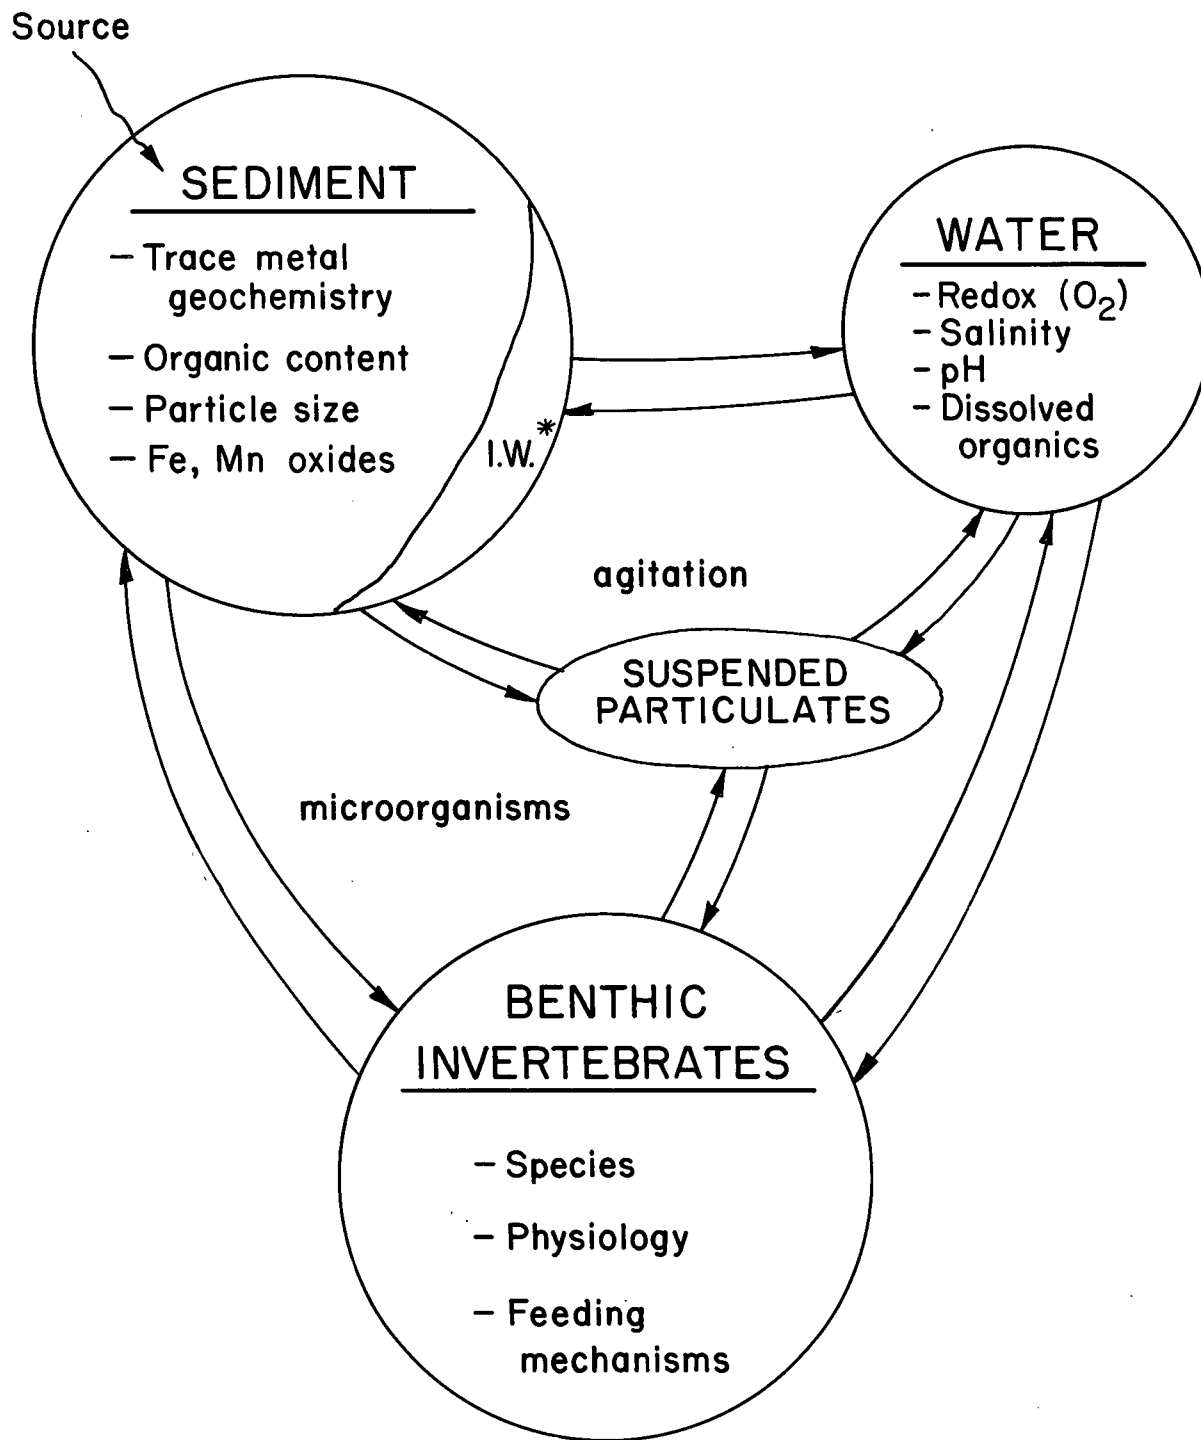 Source
SEDIMENT
– Trace metal
geochemistry
– Organic content
– Particle size
– Fe, Mn oxides
I.W.*
WATER
– Redox (O₂)
– Salinity
– pH
– Dissolved
organics
agitation
SUSPENDED
PARTICULATES
microorganisms
BENTHIC
INVERTEBRATES
– Species
– Physiology
– Feeding
mechanisms